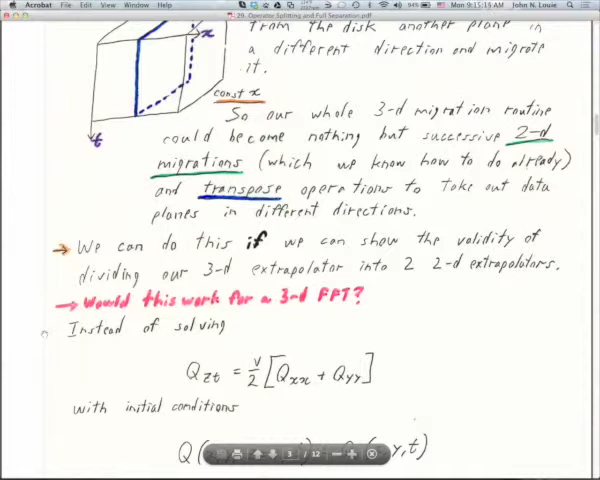 Acrobat File Edit View Window Help
Mon 9:15:15 AM John N. Louie
29. Operator Splitting and Full Separation.pdf
from the disk another plane in
a different direction and migrate
it.
x
const x
t
So our whole 3-d migration routine
could become nothing but successive 2-d
migrations (which we know how to do already)
and transpose operations to take out data
planes in different directions.
→ We can do this if we can show the validity of
dividing our 3-d extrapolator into 2 2-d extrapolators.
→ Would this work for a 3-d FFT?
Instead of solving
Qzt = v/2 [Qxx + Qyy]
with initial conditions
Q( y,t)
3 / 12